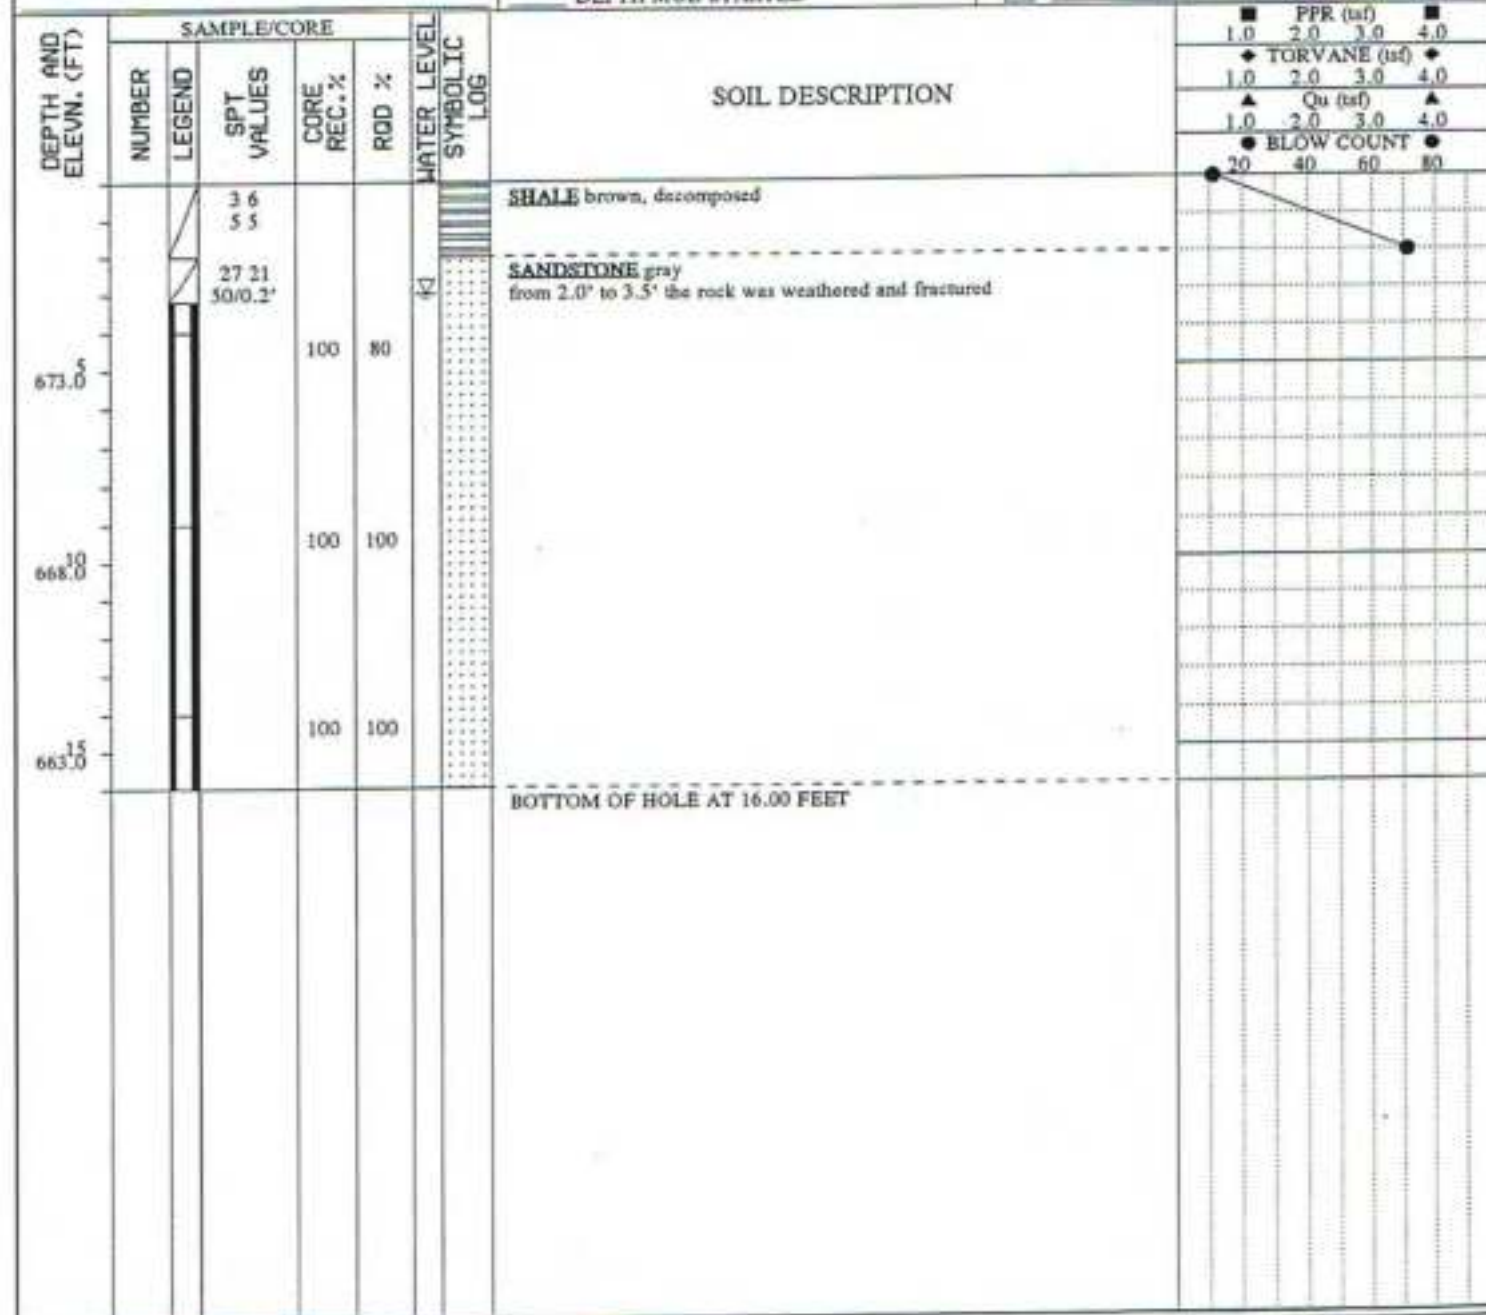 SAMPLE/CORE
DEPTH AND
ELEVN. (FT)
NUMBER
LEGEND
SPT
VALUES
CORE
REC.%
RQD %
WATER LEVEL
SYMBOLIC
LOG
SOIL DESCRIPTION
■ PPR (tsf) ■
1.0 2.0 3.0 4.0
◆ TORVANE (tsf) ◆
1.0 2.0 3.0 4.0
▲ Qu (tsf) ▲
1.0 2.0 3.0 4.0
● BLOW COUNT ●
20 40 60 80
3 6
5 5
SHALE brown, decomposed
27 21
50/0.2'
SANDSTONE gray
from 2.0' to 3.5' the rock was weathered and fractured
100 80
5
673.0
100 100
10
668.0
100 100
15
663.0
BOTTOM OF HOLE AT 16.00 FEET